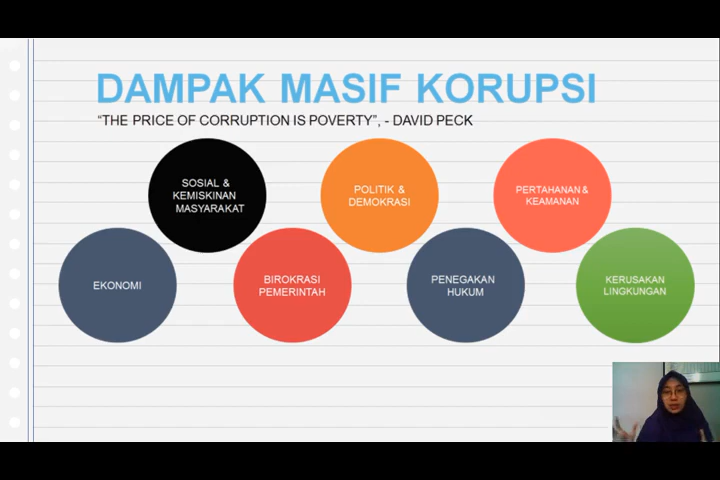 DAMPAK MASIF KORUPSI
“THE PRICE OF CORRUPTION IS POVERTY”, - DAVID PECK
SOSIAL &
KEMISKINAN
MASYARAKAT
POLITIK &
DEMOKRASI
PERTAHANAN &
KEAMANAN
EKONOMI
BIROKRASI
PEMERINTAH
PENEGAKAN
HUKUM
KERUSAKAN
LINGKUNGAN